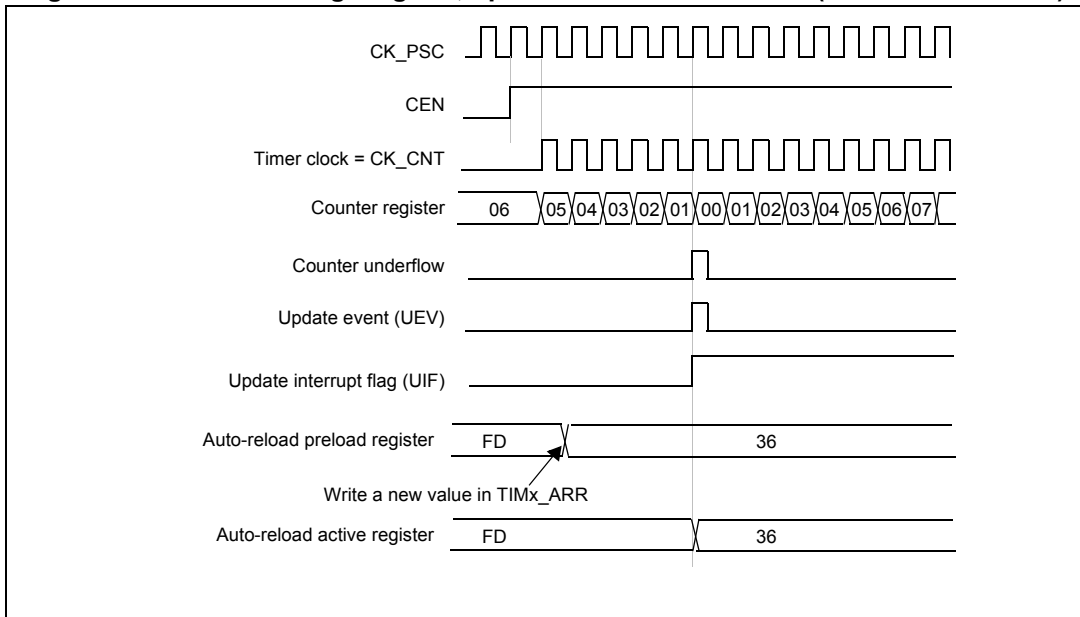 CK_PSC
CEN
Timer clock = CK_CNT
Counter register 06 05 04 03 02 01 00 01 02 03 04 05 06 07
Counter underflow
Update event (UEV)
Update interrupt flag (UIF)
Auto-reload preload register FD 36
Write a new value in TIMx_ARR
Auto-reload active register FD 36